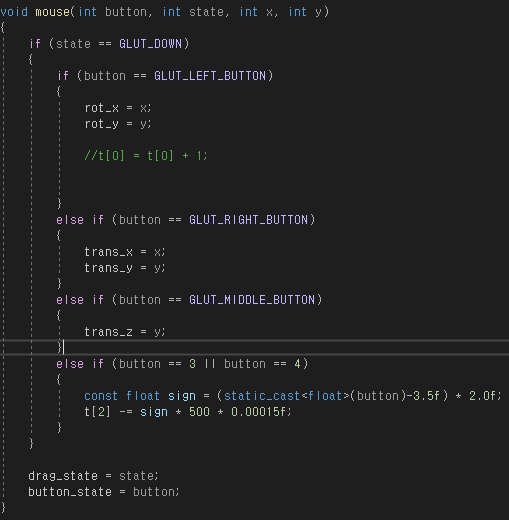 void mouse(int button, int state, int x, int y)
{
if (state == GLUT_DOWN)
{
if (button == GLUT_LEFT_BUTTON)
{
rot_x = x;
rot_y = y;
//t[0] = t[0] + 1;
}
else if (button == GLUT_RIGHT_BUTTON)
{
trans_x = x;
trans_y = y;
}
else if (button == GLUT_MIDDLE_BUTTON)
{
trans_z = y;
}
else if (button == 3 || button == 4)
{
const float sign = (static_cast<float>(button)-3.5f) * 2.0f;
t[2] -= sign * 500 * 0.00015f;
}
}
drag_state = state;
button_state = button;
}